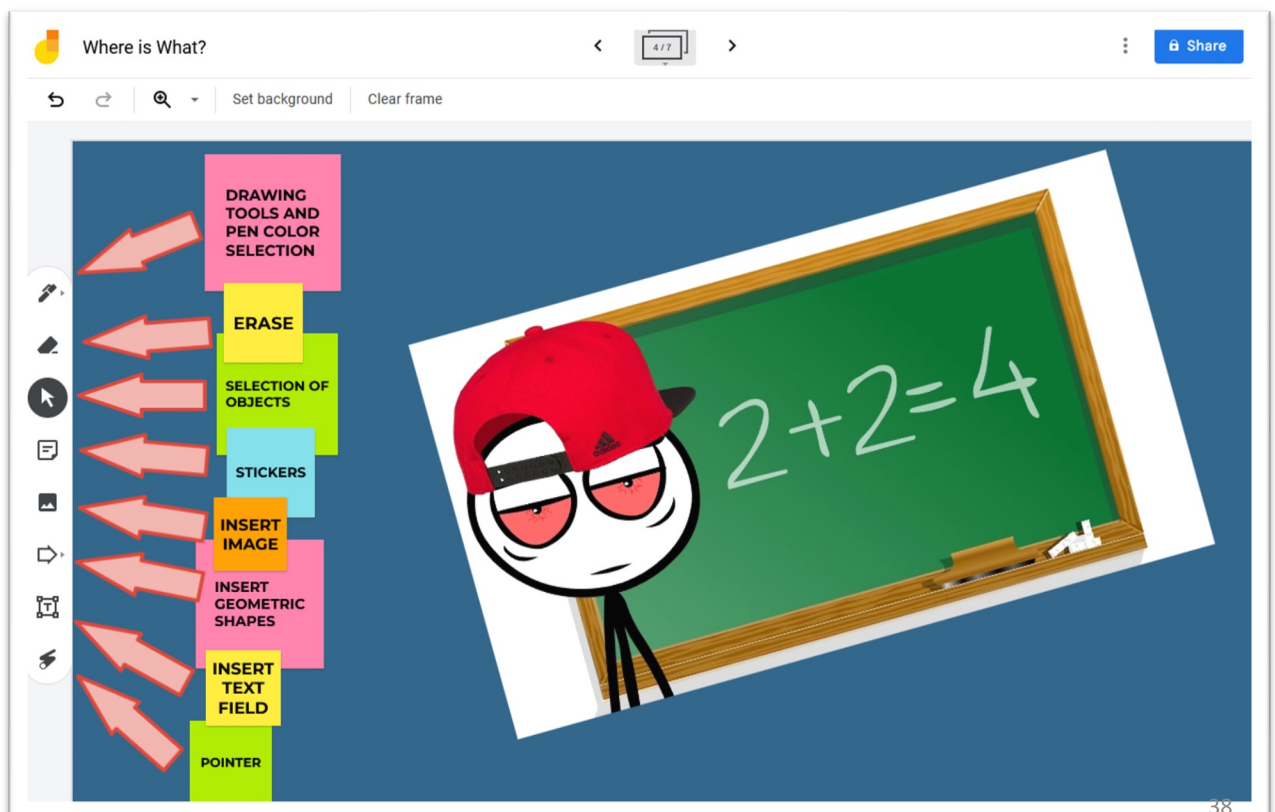 Where is What?
4 / 7
Share
Set background
Clear frame
DRAWING
TOOLS AND
PEN COLOR
SELECTION
ERASE
SELECTION OF
OBJECTS
STICKERS
INSERT
IMAGE
INSERT
GEOMETRIC
SHAPES
INSERT
TEXT
FIELD
POINTER
2+2=4
adidas
T
38